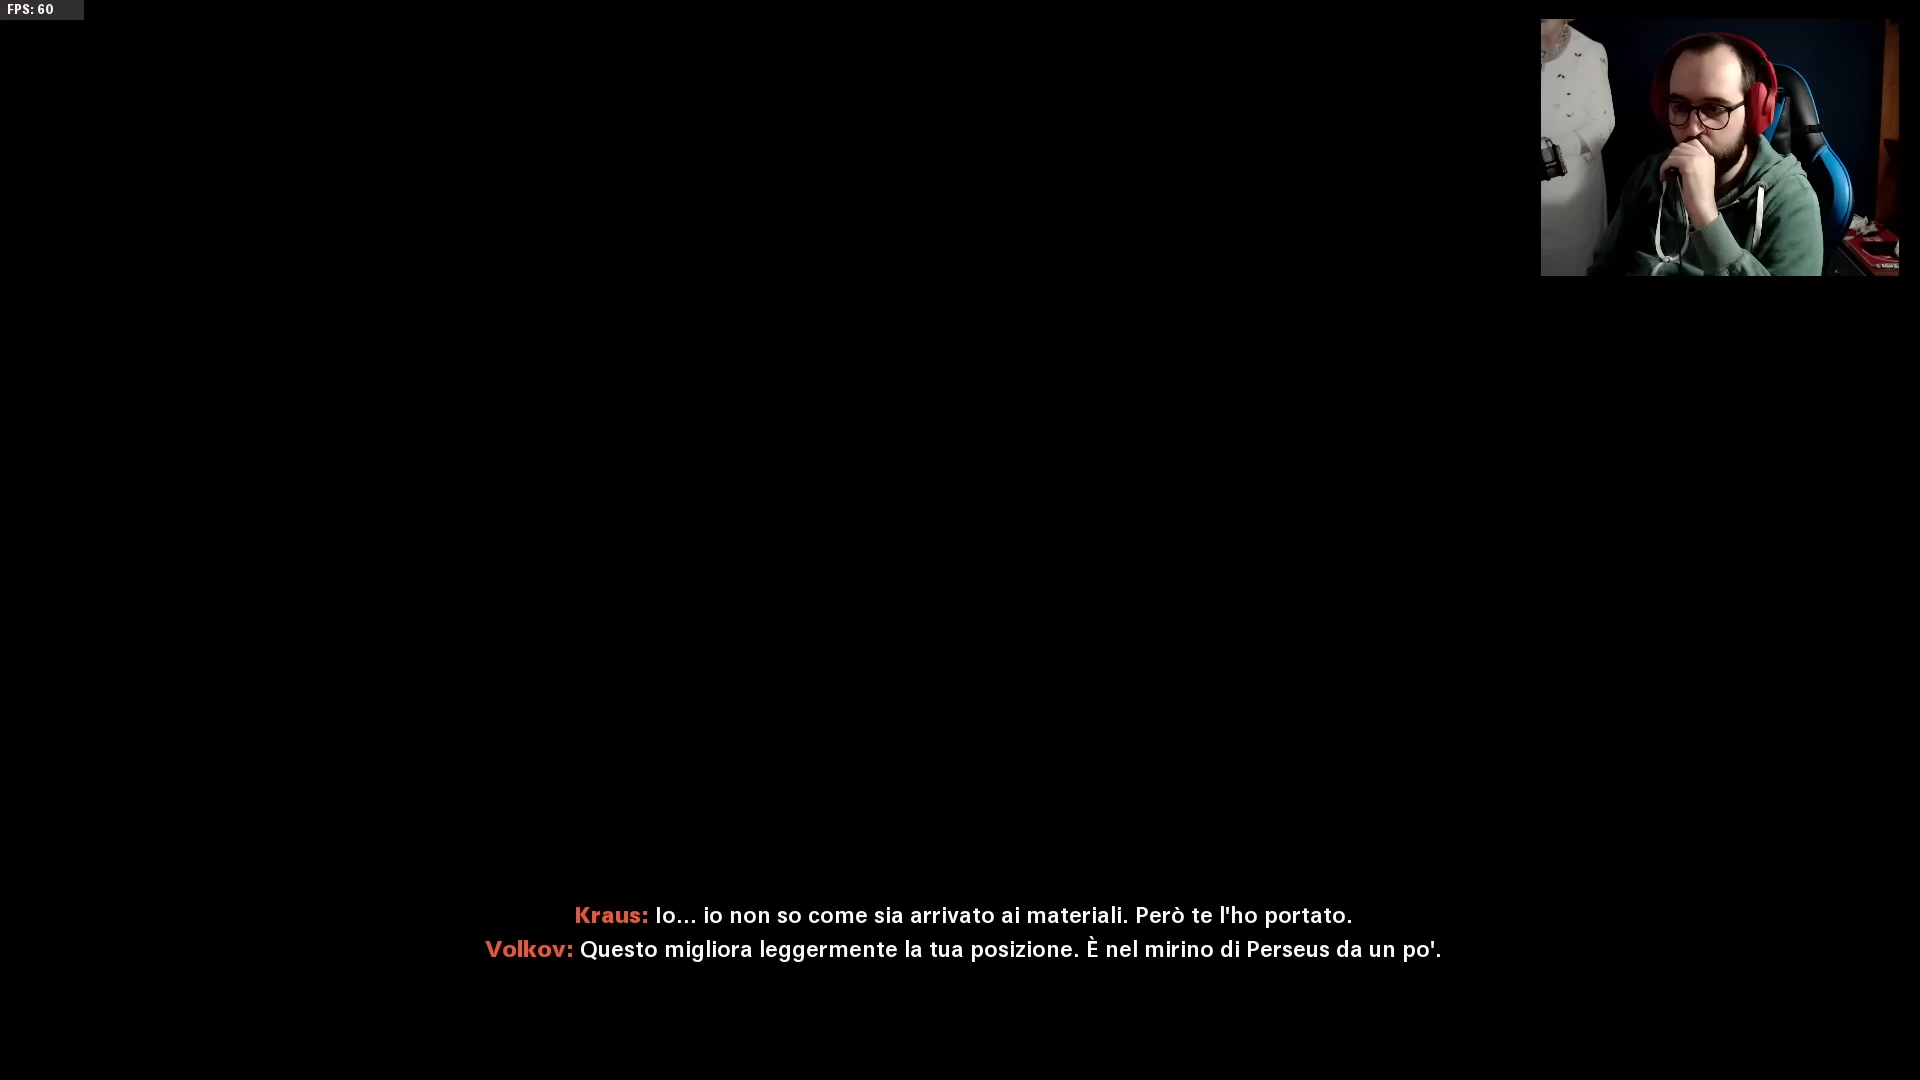 FPS: 60
Kraus: Io... io non so come sia arrivato ai materiali. Però te l'ho portato.
Volkov: Questo migliora leggermente la tua posizione. È nel mirino di Perseus da un po'.